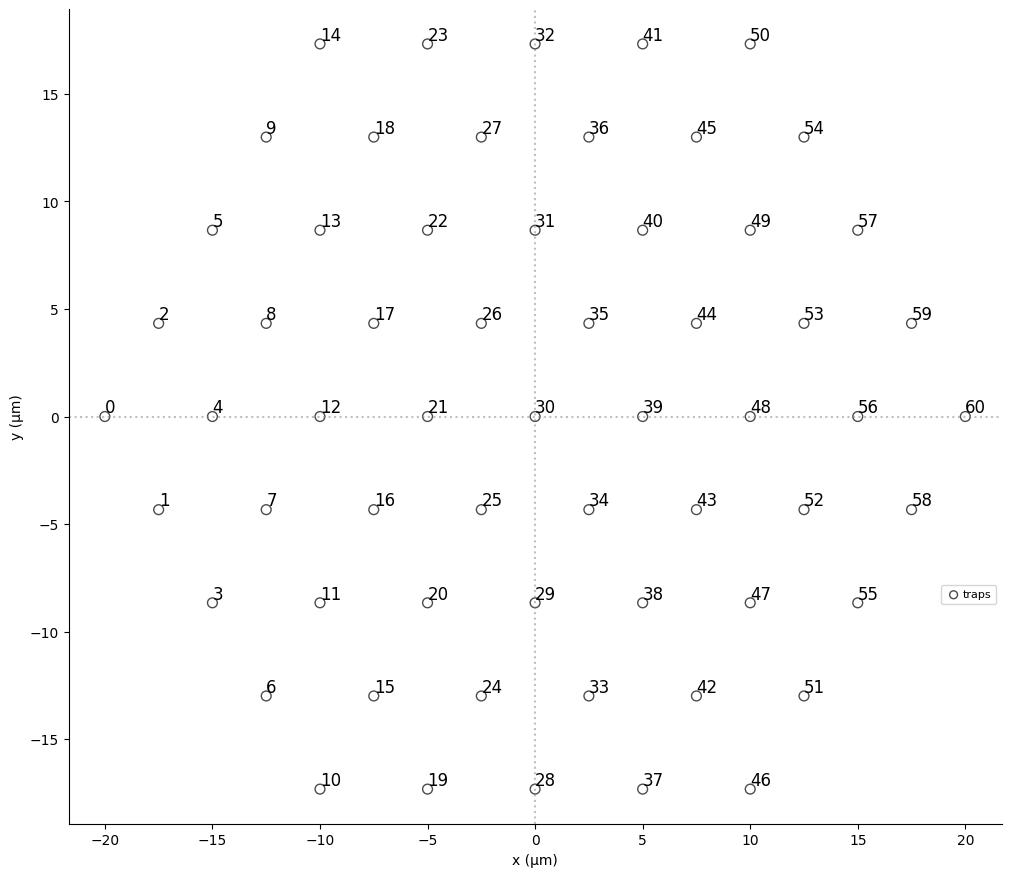 14 23 32 41 50
15
9 18 27 36 45 54
10
5 13 22 31 40 49 57
5
2 8 17 26 35 44 53 59
y (μm)
0
0 4 12 21 30 39 48 56 60
1 7 16 25 34 43 52 58
−5
3 11 20 29 38 47 55
traps
−10
6 15 24 33 42 51
−15
10 19 28 37 46
−20 −15 −10 −5 0 5 10 15 20
x (μm)